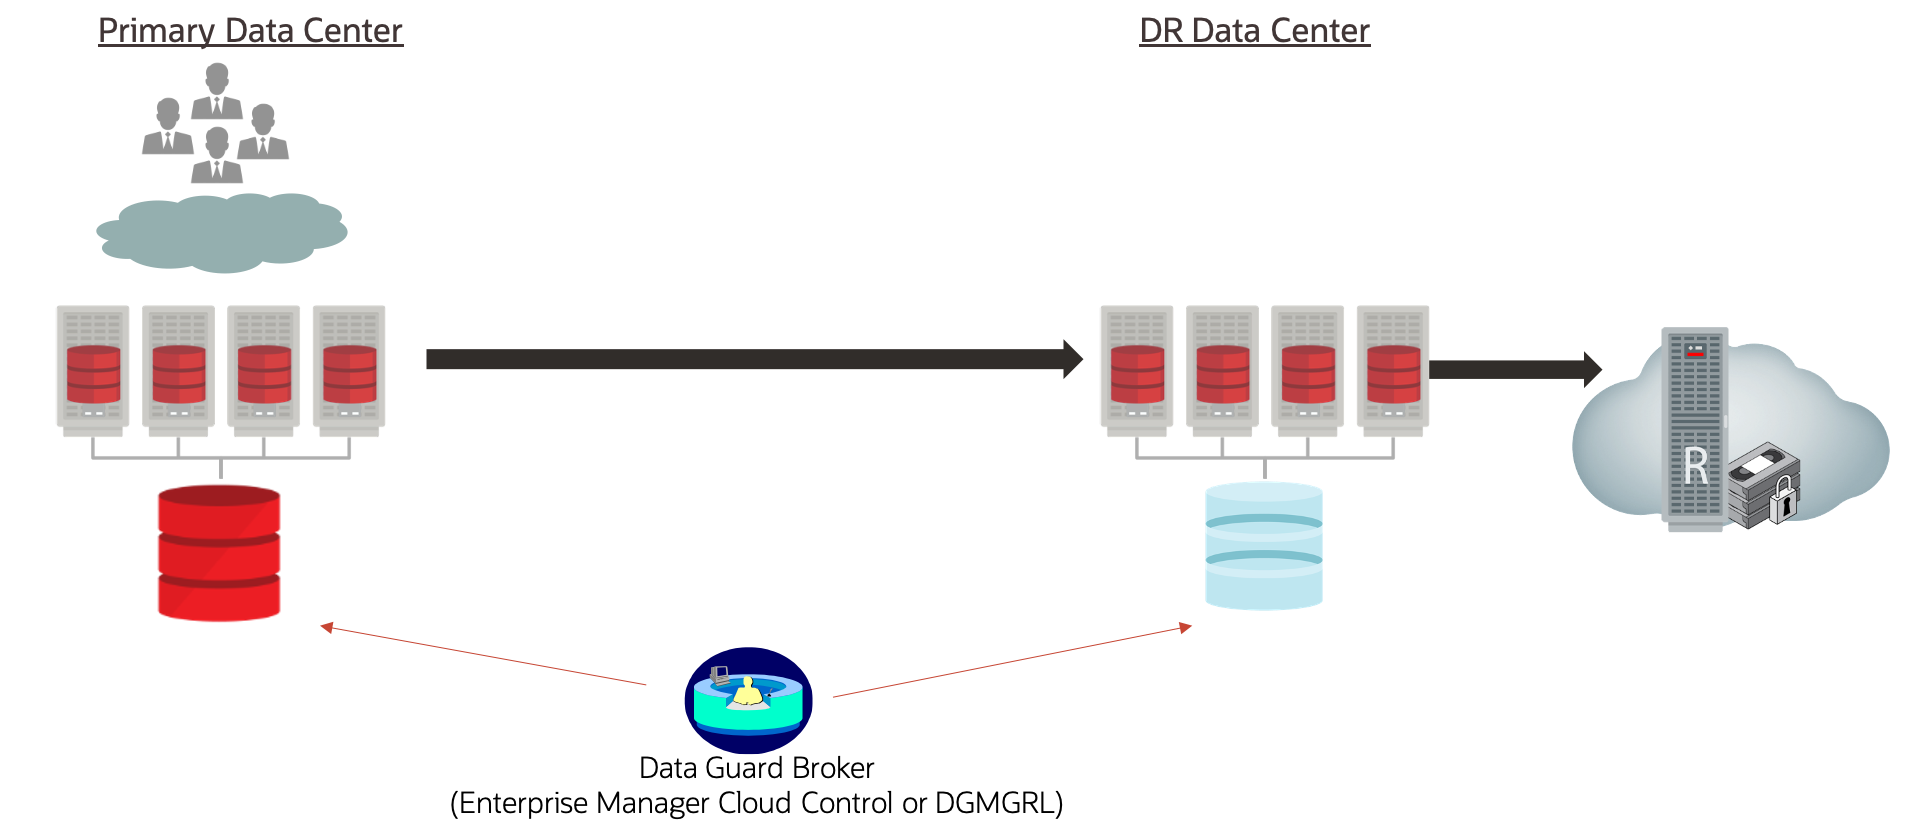 Primary Data Center
DR Data Center
R
Data Guard Broker
(Enterprise Manager Cloud Control or DGMGRL)